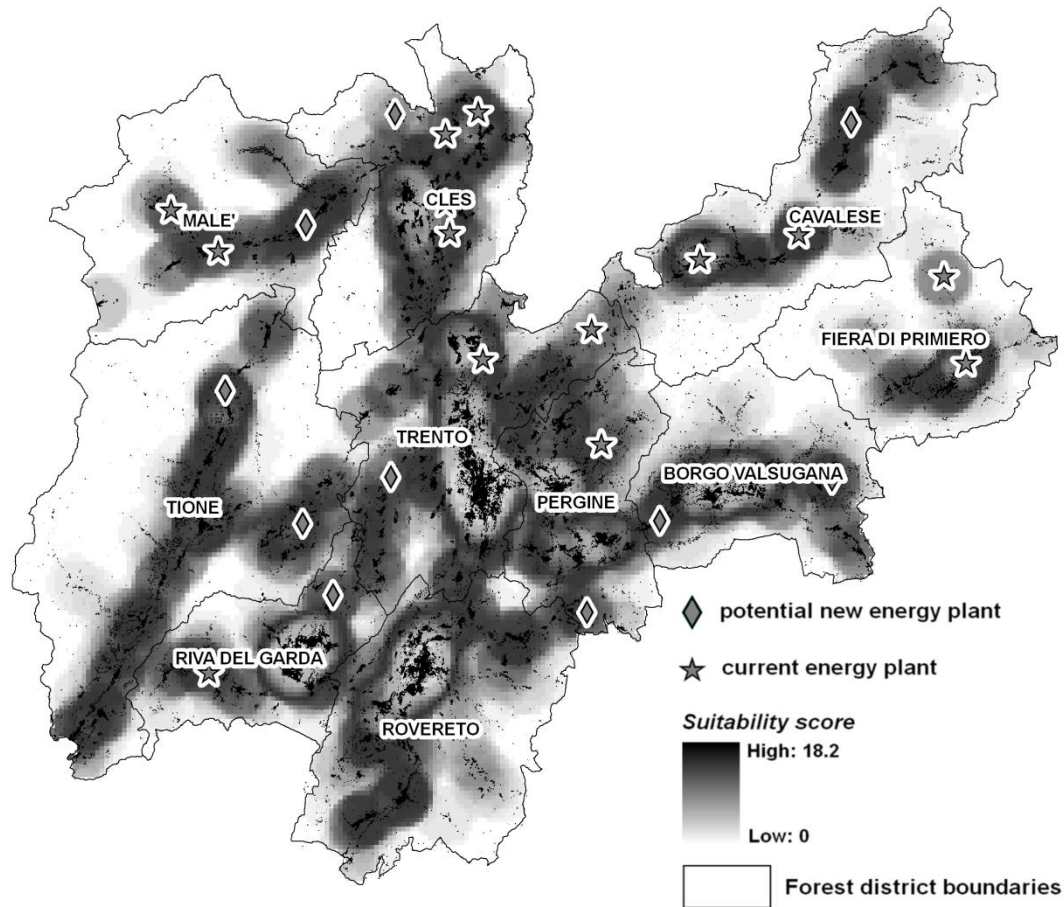 CLES
MALE'
CAVALESE
FIERA DI PRIMIERO
TRENTO
BORGO VALSUGANA
PERGINE
TIONE
RIVA DEL GARDA
ROVERETO
potential new energy plant
current energy plant
Suitability score
High: 18.2
Low: 0
Forest district boundaries